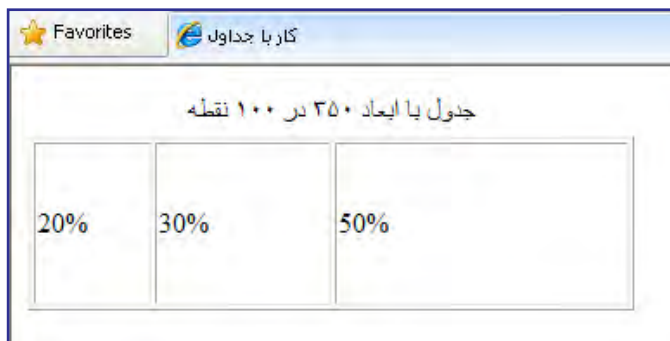 Favorites کار با جداول
جدول با ابعاد ۳۵۰ در ۱۰۰ نقطه
20% 30% 50%